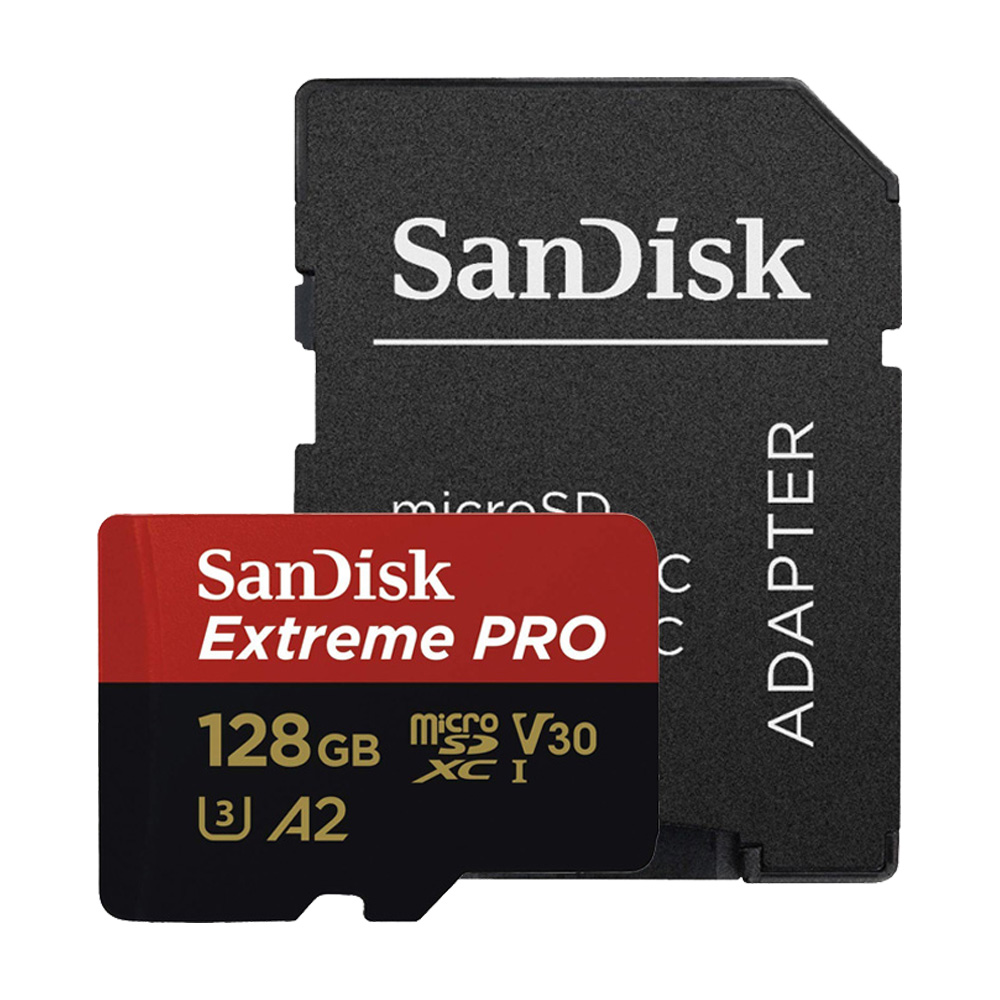 SanDisk
ADAPTER
microSD
C
C
SanDisk
Extreme PRO
128GB
micro SD XC I
V30
3 A2